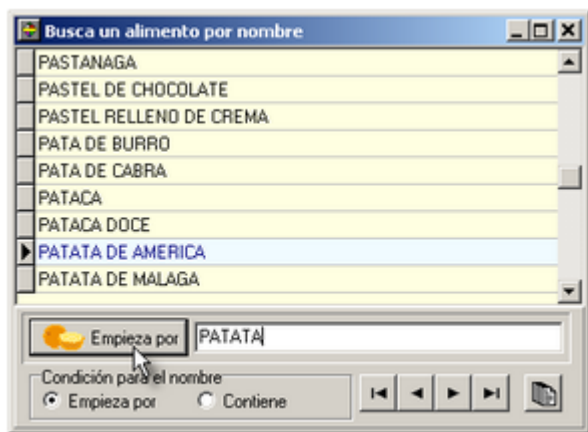 Busca un alimento por nombre
PASTANAGA
PASTEL DE CHOCOLATE
PASTEL RELLENO DE CREMA
PATA DE BURRO
PATA DE CABRA
PATACA
PATACA DOCE
PATATA DE AMERICA
PATATA DE MALAGA
Empieza por PATATA
Condición para el nombre
Empieza por Contiene